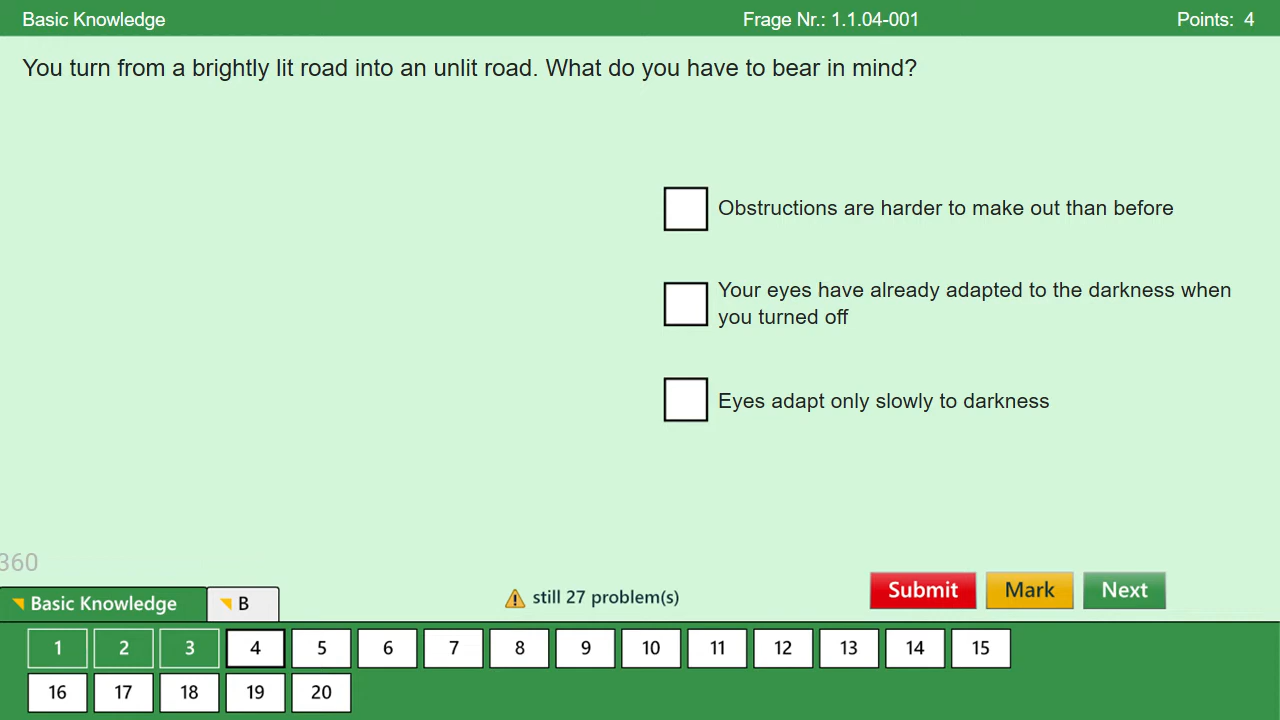 Basic Knowledge Frage Nr.: 1.1.04-001 Points: 4
You turn from a brightly lit road into an unlit road. What do you have to bear in mind?
Obstructions are harder to make out than before
Your eyes have already adapted to the darkness when
you turned off
Eyes adapt only slowly to darkness
360
Basic Knowledge B still 27 problem(s) Submit Mark Next
1 2 3 4 5 6 7 8 9 10 11 12 13 14 15
16 17 18 19 20